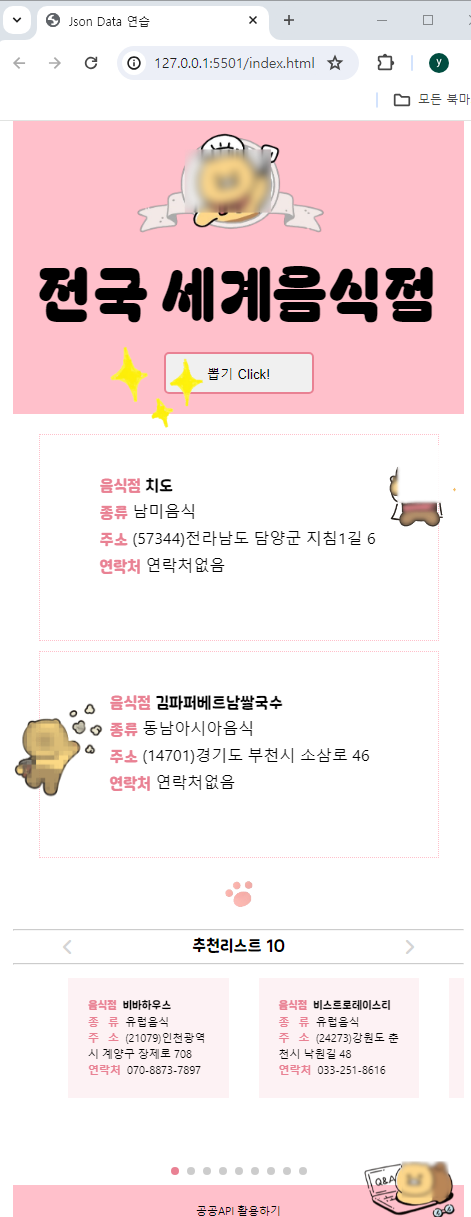 Json Data 연습
127.0.0.1:5501/index.html
y
모든 북마
전국 세계음식점
뽑기 Click!
음식점 치도
종류 남미음식
주소 (57344)전라남도 담양군 지침1길 6
연락처 연락처없음
음식점 김파퍼베트남쌀국수
종류 동남아시아음식
주소 (14701)경기도 부천시 소삼로 46
연락처 연락처없음
추천리스트 10
음식점 비바하우스
종 류 유럽음식
주 소 (21079)인천광역
시 계양구 장제로 708
연락처 070-8873-7897
음식점 비스트로테이스티
종 류 유럽음식
주 소 (24273)강원도 춘
천시 낙원길 48
연락처 033-251-8616
Q&A
공공API 활용하기